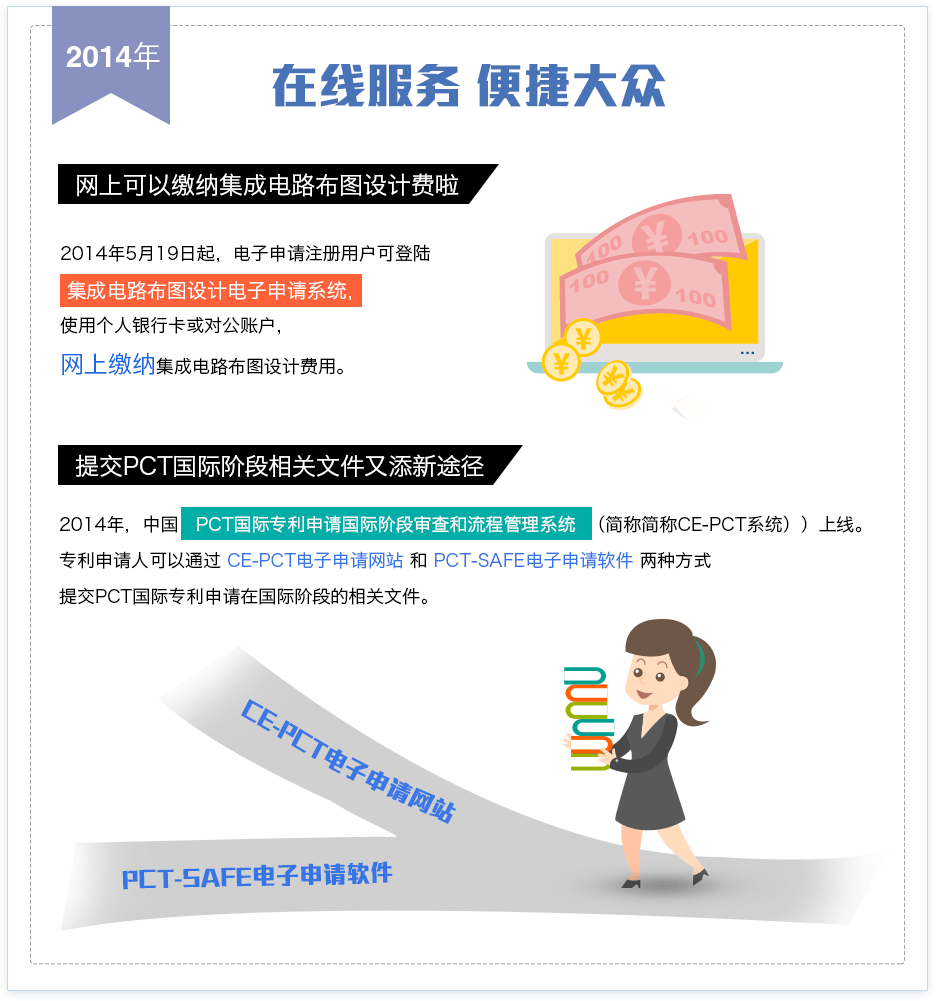 2014年
在线服务 便捷大众
网上可以缴纳集成电路布图设计费啦
2014年5月19日起，电子申请注册用户可登陆
集成电路布图设计电子申请系统，
使用个人银行卡或对公账户，
网上缴纳集成电路布图设计费用。
100
¥
100
100
¥
100
¥
¥
¥
¥
提交PCT国际阶段相关文件又添新途径
2014年，中国 PCT国际专利申请国际阶段审查和流程管理系统 （简称简称CE-PCT系统））上线。
专利申请人可以通过 CE-PCT电子申请网站 和 PCT-SAFE电子申请软件 两种方式
提交PCT国际专利申请在国际阶段的相关文件。
CE-PCT电子申请网站
PCT-SAFE电子申请软件